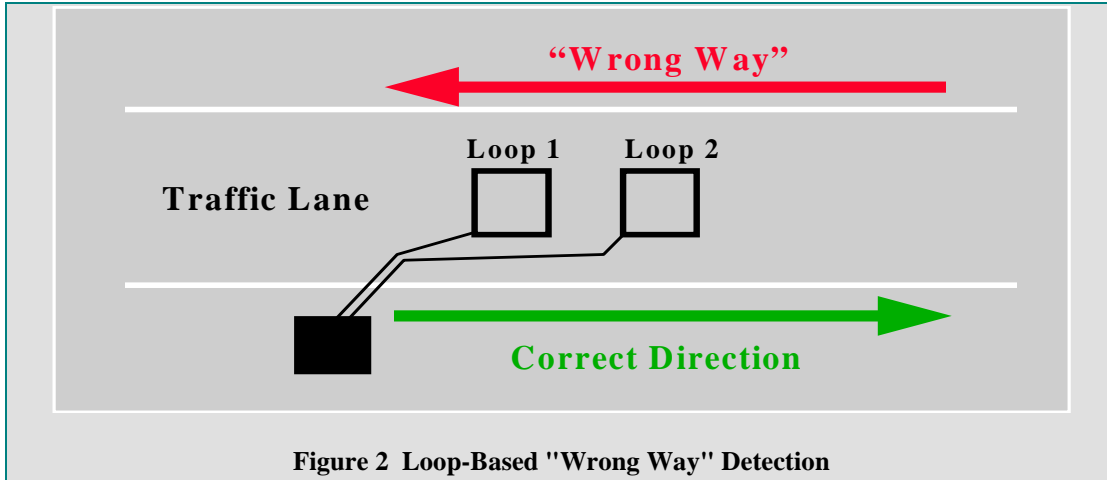 “Wrong Way”
Loop 1 Loop 2
Traffic Lane
Correct Direction
Figure 2 Loop-Based "Wrong Way" Detection